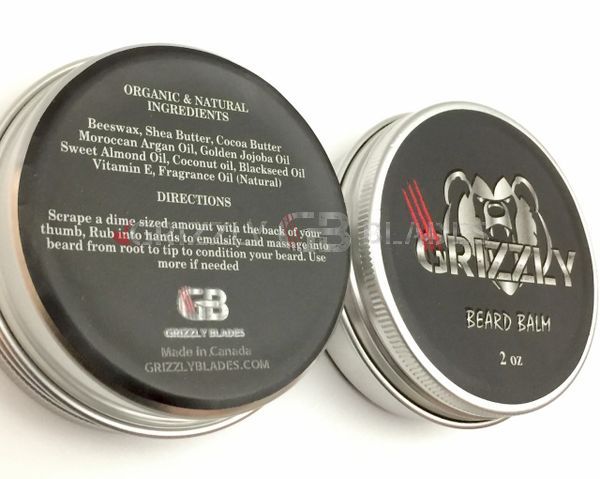 ORGANIC & NATURAL
INGREDIENTS
Beeswax, Shea Butter, Cocoa Butter
Moroccan Argan Oil, Golden Jojoba Oil
Sweet Almond Oil, Coconut oil, Blackseed Oil
Vitamin E, Fragrance Oil (Natural)
DIRECTIONS
Scrape a dime sized amount with the back of your
thumb, Rub into hands to emulsify and massage into
beard from root to tip to condition your beard. Use
more if needed
GB
GRIZZLY BLADES
Made in Canada
GRIZZLYBLADES.COM
GRIZZLY
BEARD BALM
2 oz
GRIZZLY GB BLADES